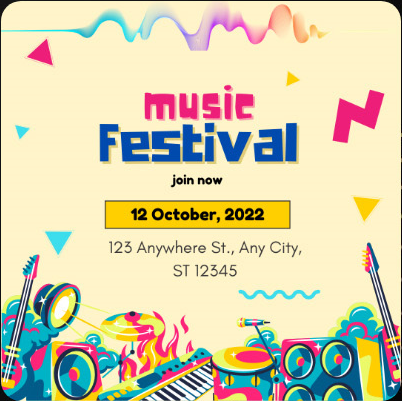 music
Festival
join now
12 October, 2022
123 Anywhere St., Any City,
ST 12345